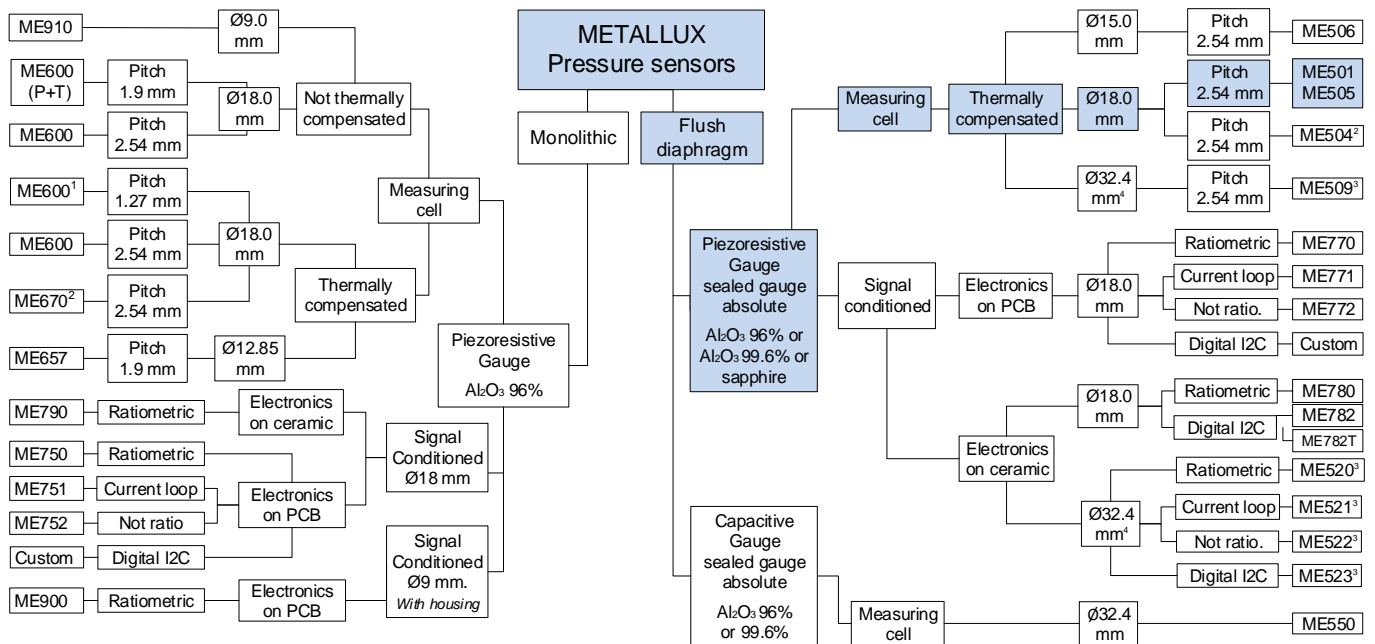 METALLUX
Pressure sensors
Monolithic
Flush
diaphragm
ME910
Ø9.0
mm
ME600
(P+T)
Pitch
1.9 mm
Ø18.0
mm
Not thermally
compensated
ME600
Pitch
2.54 mm
ME600¹
Pitch
1.27 mm
Measuring
cell
ME600
Pitch
2.54 mm
Ø18.0
mm
ME670²
Pitch
2.54 mm
Thermally
compensated
ME657
Pitch
1.9 mm
Ø12.85
mm
Piezoresistive
Gauge
Al₂O₃ 96%
ME790
Ratiometric
Electronics
on ceramic
ME750
Ratiometric
Signal
Conditioned
Ø18 mm
ME751
Current loop
Electronics
on PCB
ME752
Not ratio
Custom
Digital I2C
Signal
Conditioned
Ø9 mm.
With housing
ME900
Ratiometric
Electronics
on PCB
Ø15.0
mm
Pitch
2.54 mm
ME506
Measuring
cell
Thermally
compensated
Ø18.0
mm
Pitch
2.54 mm
ME501
ME505
Pitch
2.54 mm
ME504²
Ø32.4
mm⁴
Pitch
2.54 mm
ME509³
Piezoresistive
Gauge
sealed gauge
absolute
Al₂O₃ 96% or
Al₂O₃ 99.6% or
sapphire
Signal
conditioned
Electronics
on PCB
Ø18.0
mm
Ratiometric
ME770
Current loop
ME771
Not ratio.
ME772
Digital I2C
Custom
Electronics
on ceramic
Ø18.0
mm
Ratiometric
ME780
Digital I2C
ME782
ME782T
Ø32.4
mm⁴
Ratiometric
ME520³
Current loop
ME521³
Not ratio.
ME522³
Digital I2C
ME523³
Capacitive
Gauge
sealed gauge
absolute
Al₂O₃ 96%
or 99.6%
Measuring
cell
Ø32.4
mm
ME550